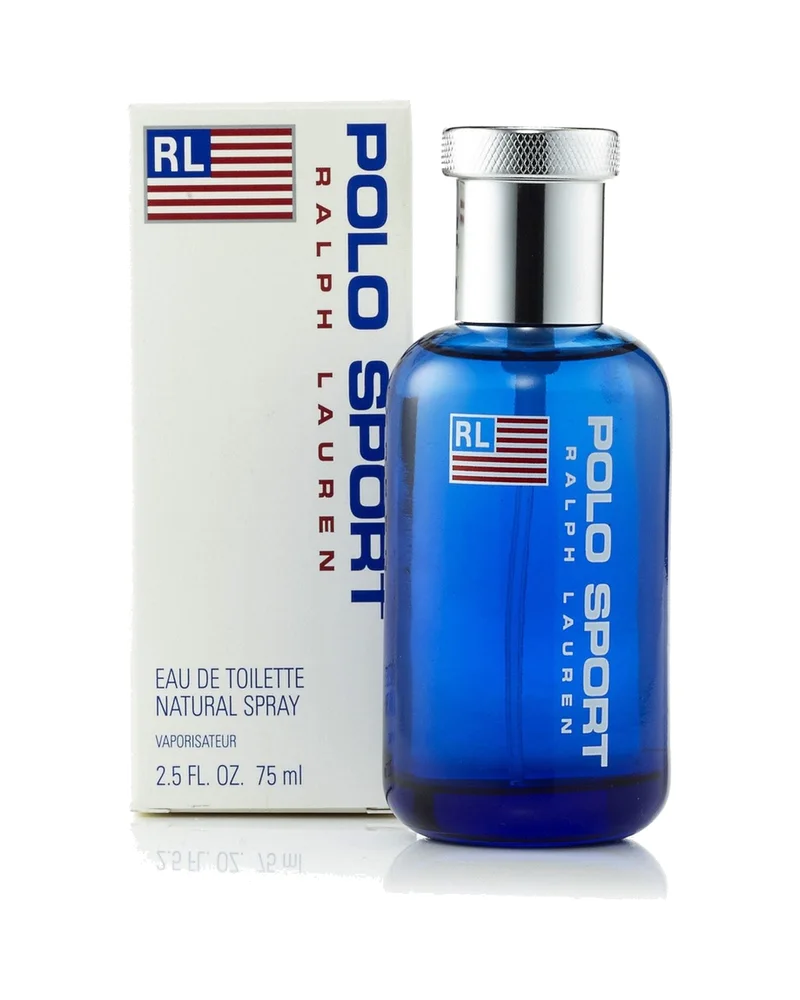 RL
POLO SPORT
RALPH LAUREN
EAU DE TOILETTE
NATURAL SPRAY
VAPORISATEUR
2.5 FL. OZ. 75 ml
RL
POLO SPORT
RALPH LAUREN
2.5 FL. OZ. 75 ml